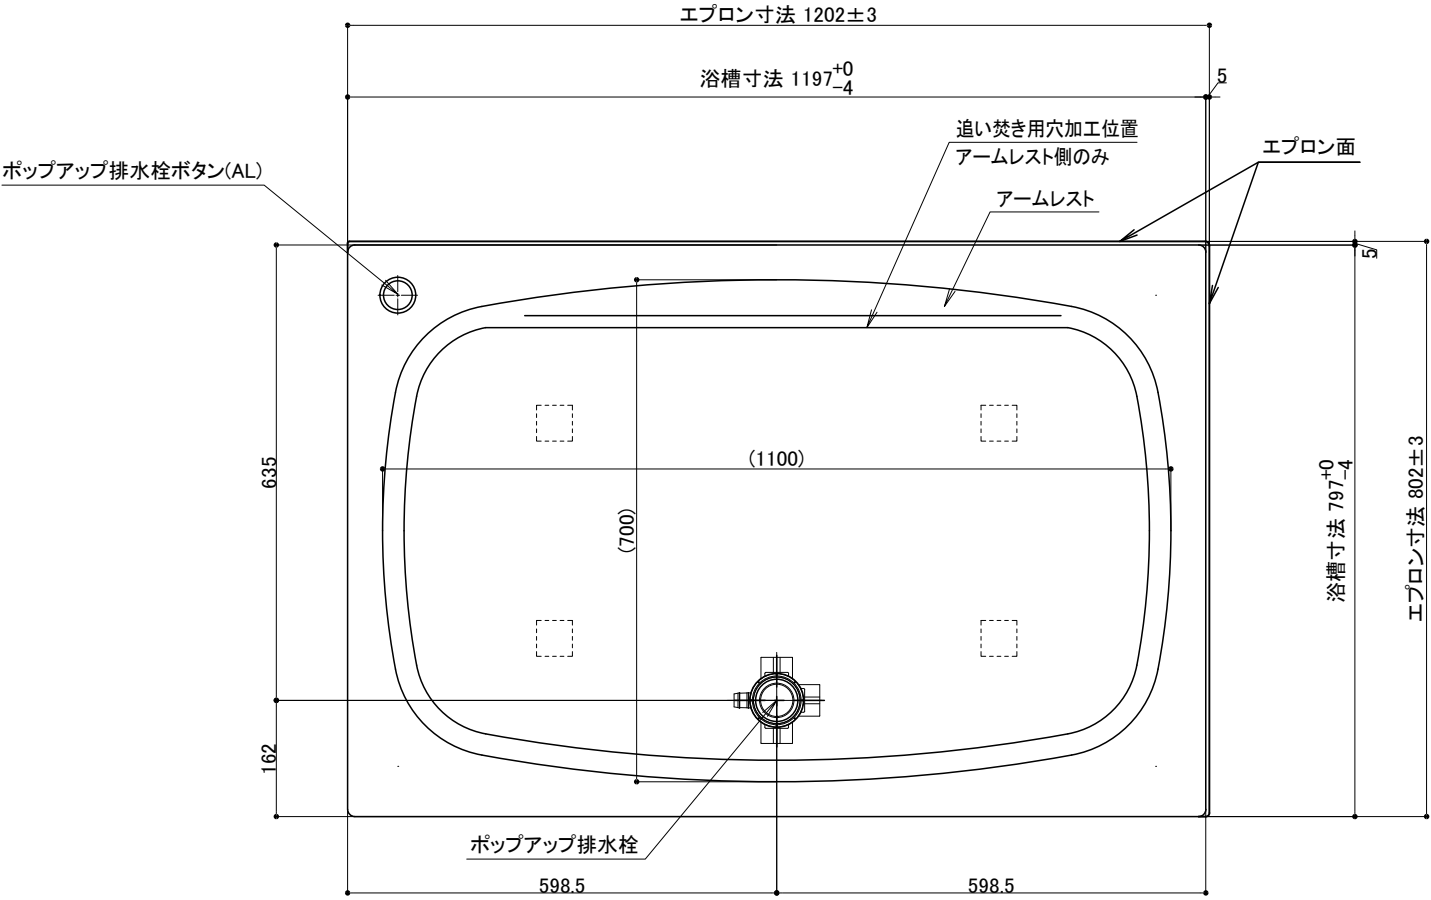 エプロン寸法 1202±3
浴槽寸法 1197+0-4
5
追い焚き用穴加工位置
アームレスト側のみ
エプロン面
ポップアップ排水栓ボタン(AL)
アームレスト
5
635
(1100)
(700)
浴槽寸法 797+0-4
エプロン寸法 802±3
162
ポップアップ排水栓
598.5
598.5